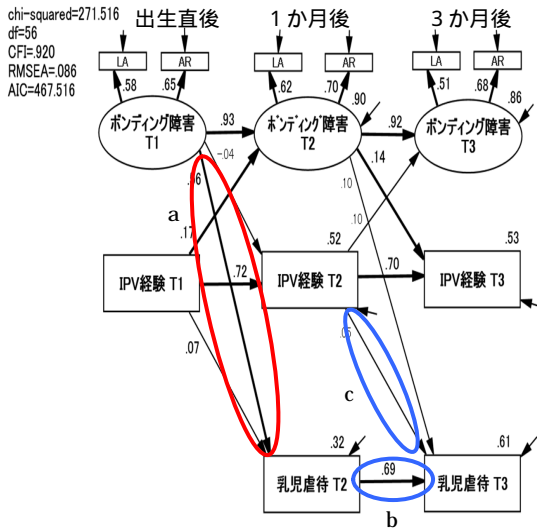 chi-squared=271.516
df=56
CFI=.920
RMSEA=.086
AIC=467.516
出生直後
1か月後
3か月後
LA
AR
LA
AR
LA
AR
.58
.65
.62
.70
.51
.68
.90
.86
ボンディング障害
T1
.93
ボンディング障害
T2
.92
ボンディング障害
T3
-.04
.14
.10
a
.17
.10
.52
.53
IPV経験 T1
.72
IPV経験 T2
.70
IPV経験 T3
.07
.05
c
.32
.61
乳児虐待 T2
.69
乳児虐待 T3
b